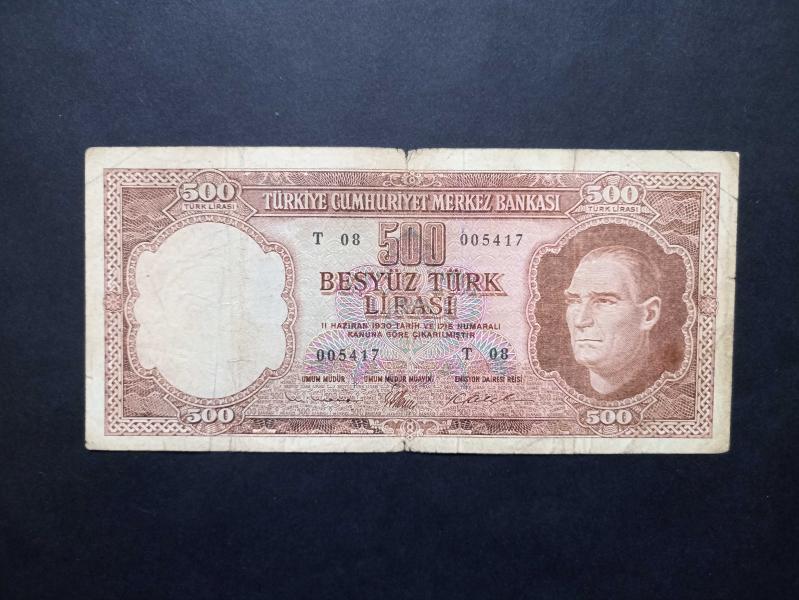 500 500
TÜRK LİRASI TÜRK LİRASI
TÜRKİYE CUMHURİYET MERKEZ BANKASI
T 08 500 005417
BEŞYÜZ TÜRK
LİRASI
11 HAZİRAN 1930 TARİH VE 1715 NUMARALI
KANUNA GÖRE ÇIKARILMIŞTIR
005417 T 08
UMUM MÜDÜR UMUM MÜDÜR MUAVİNİ EMİSYON DAİRESİ REİSİ
500 500